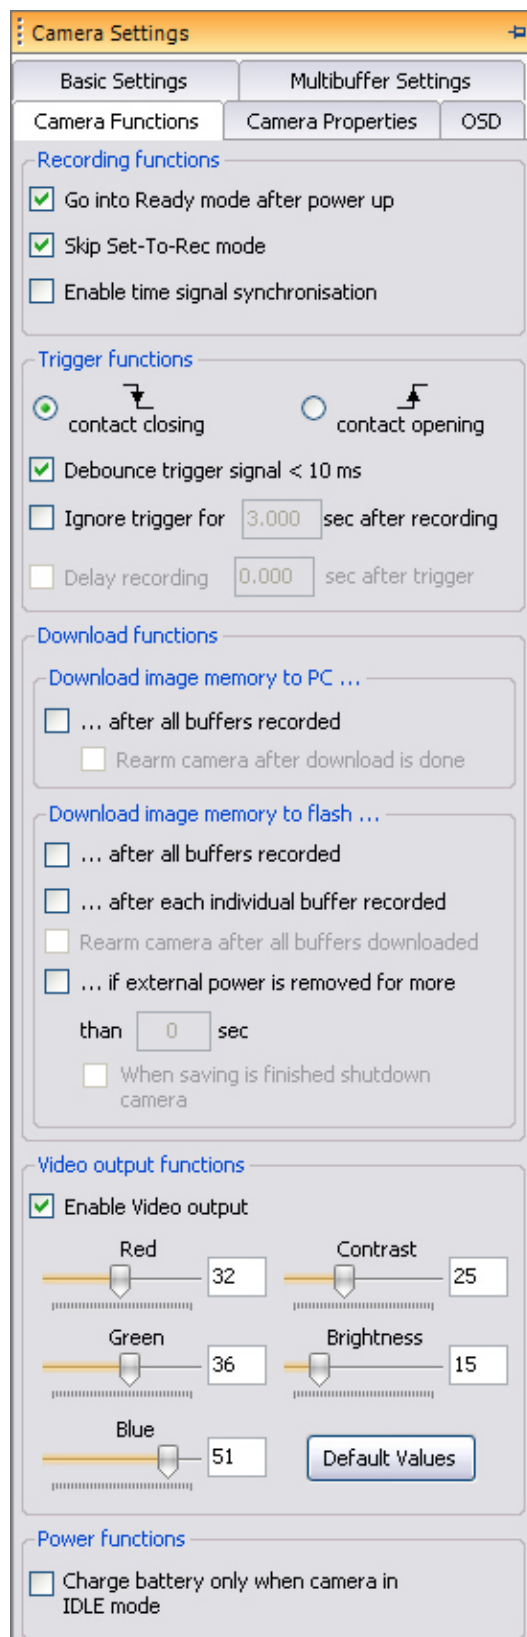 Camera Settings
Basic Settings Multibuffer Settings
Camera Functions Camera Properties OSD
Recording functions
Go into Ready mode after power up
Skip Set-To-Rec mode
Enable time signal synchronisation
Trigger functions
contact closing contact opening
Debounce trigger signal < 10 ms
Ignore trigger for 3.000 sec after recording
Delay recording 0.000 sec after trigger
Download functions
Download image memory to PC ...
... after all buffers recorded
Rearm camera after download is done
Download image memory to flash ...
... after all buffers recorded
... after each individual buffer recorded
Rearm camera after all buffers downloaded
... if external power is removed for more
than 0 sec
When saving is finished shutdown
camera
Video output functions
Enable Video output
Red Contrast
32 25
Green Brightness
36 15
Blue
51 Default Values
Power functions
Charge battery only when camera in
IDLE mode